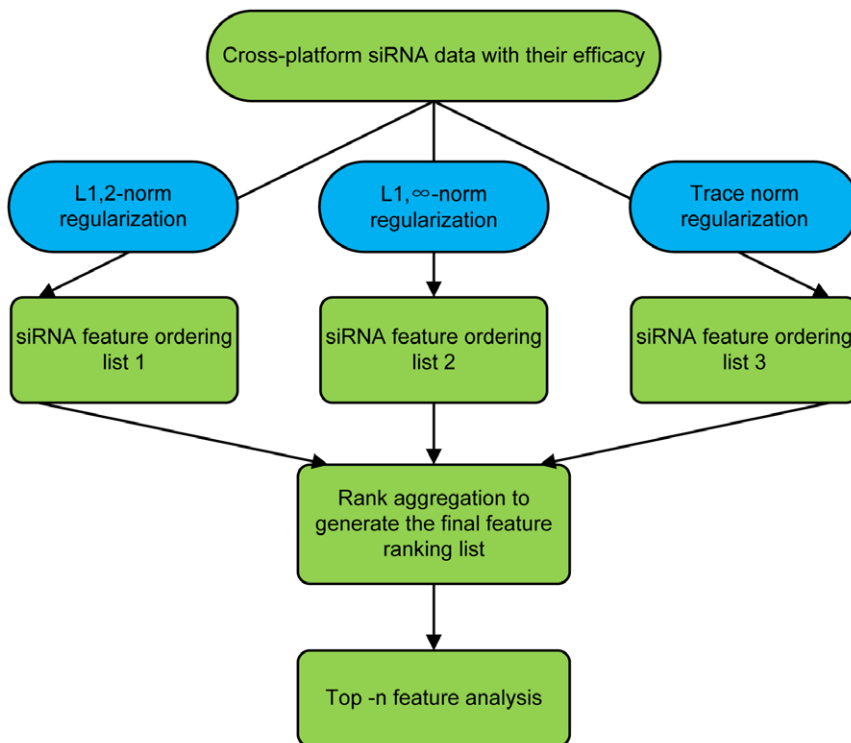 Cross-platform siRNA data with their efficacy
L1,2-norm
regularization
L1,∞-norm
regularization
Trace norm
regularization
siRNA feature ordering
list 1
siRNA feature ordering
list 2
siRNA feature ordering
list 3
Rank aggregation to
generate the final feature
ranking list
Top -n feature analysis